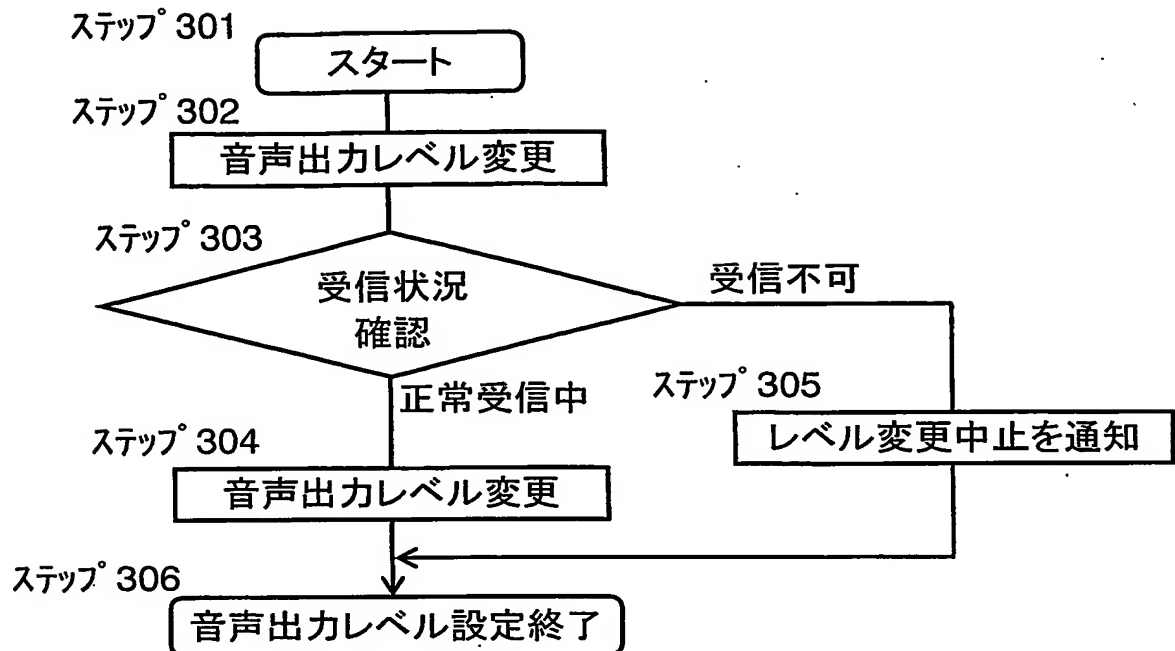 ステップ 301
スタート
ステップ 302
音声出力レベル変更
ステップ 303
受信状況
確認
受信不可
正常受信中
ステップ 305
レベル変更中止を通知
ステップ 304
音声出力レベル変更
ステップ 306
音声出力レベル設定終了